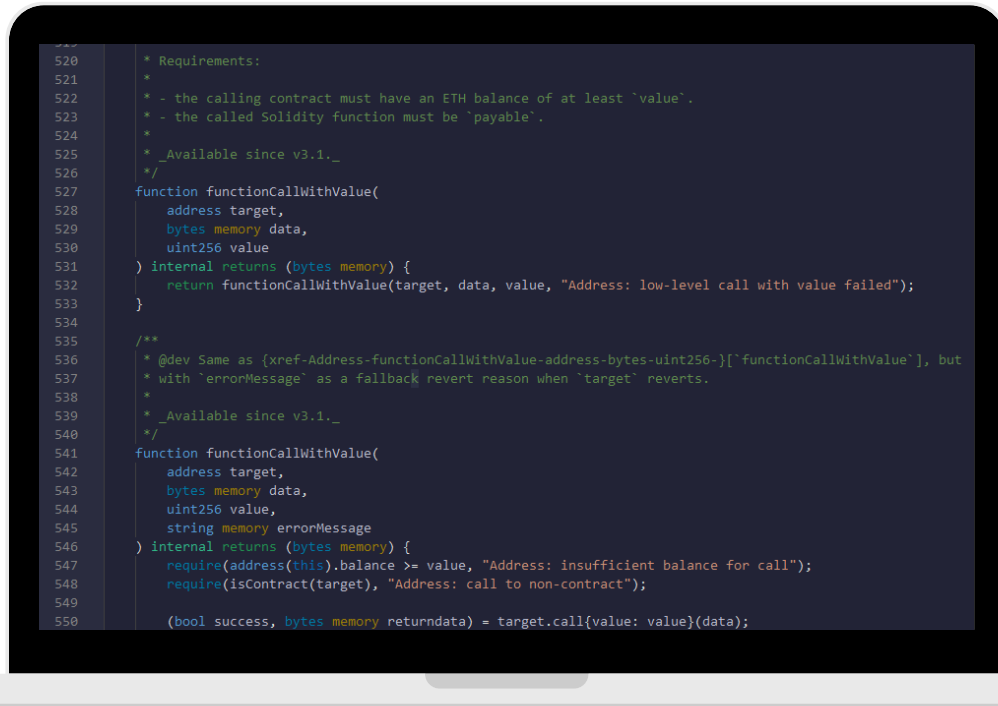 520 * Requirements:
521 *
522 * - the calling contract must have an ETH balance of at least `value`.
523 * - the called Solidity function must be `payable`.
524 *
525 * _Available since v3.1._
526 */
527 function functionCallWithValue(
528 address target,
529 bytes memory data,
530 uint256 value
531 ) internal returns (bytes memory) {
532 return functionCallWithValue(target, data, value, "Address: low-level call with value failed");
533 }
534
535 /**
536 * @dev Same as {xref-Address-functionCallWithValue-address-bytes-uint256-}[`functionCallWithValue`], but
537 * with `errorMessage` as a fallback revert reason when `target` reverts.
538 *
539 * _Available since v3.1._
540 */
541 function functionCallWithValue(
542 address target,
543 bytes memory data,
544 uint256 value,
545 string memory errorMessage
546 ) internal returns (bytes memory) {
547 require(address(this).balance >= value, "Address: insufficient balance for call");
548 require(isContract(target), "Address: call to non-contract");
549
550 (bool success, bytes memory returndata) = target.call{value: value}(data);